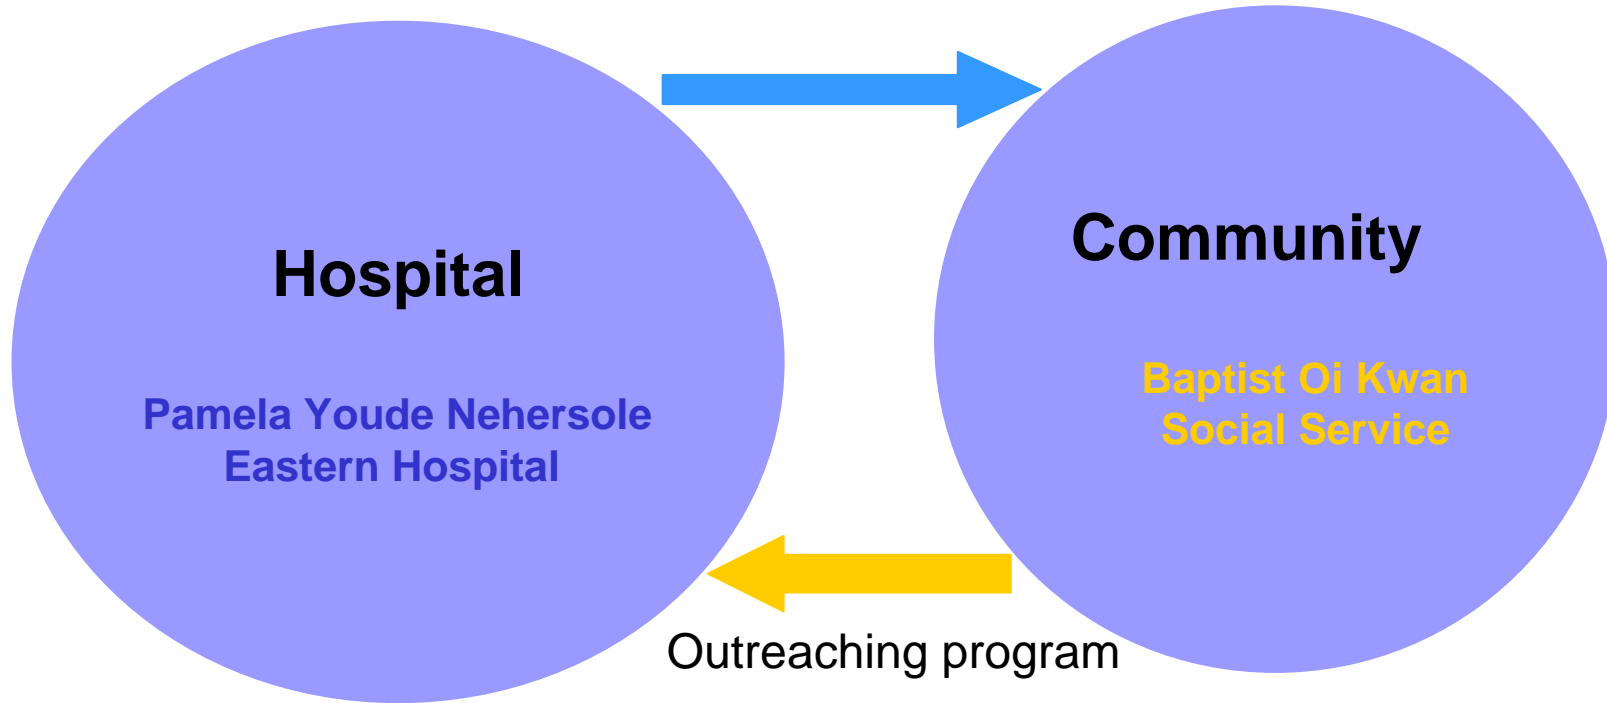 Hospital
Pamela Youde Nehersole
Eastern Hospital
Community
Baptist Oi Kwan
Social Service
Outreaching program